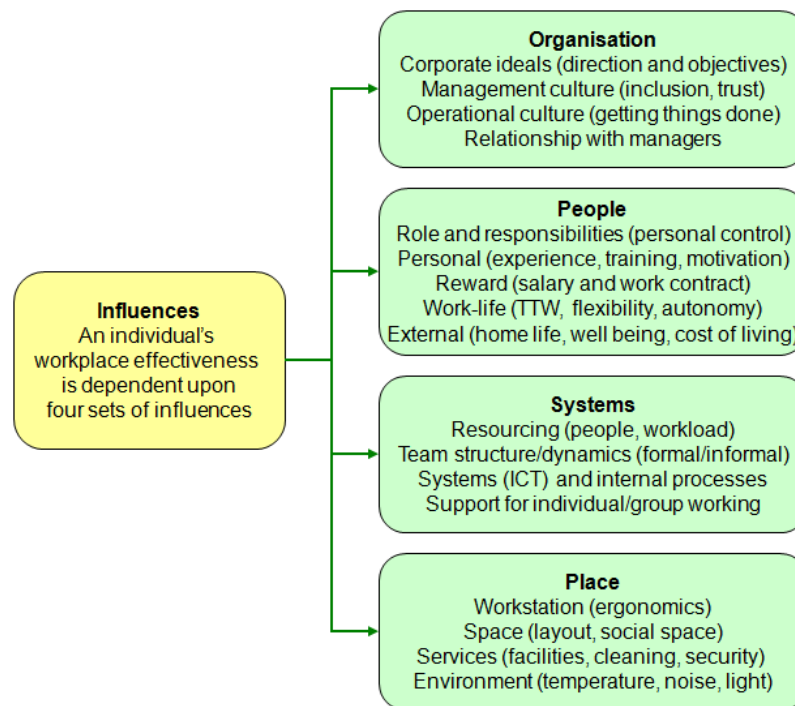 Organisation
Corporate ideals (direction and objectives)
Management culture (inclusion, trust)
Operational culture (getting things done)
Relationship with managers
People
Role and responsibilities (personal control)
Personal (experience, training, motivation)
Reward (salary and work contract)
Work-life (TTW, flexibility, autonomy)
External (home life, well being, cost of living)
Influences
An individual's
workplace effectiveness
is dependent upon
four sets of influences
Systems
Resourcing (people, workload)
Team structure/dynamics (formal/informal)
Systems (ICT) and internal processes
Support for individual/group working
Place
Workstation (ergonomics)
Space (layout, social space)
Services (facilities, cleaning, security)
Environment (temperature, noise, light)